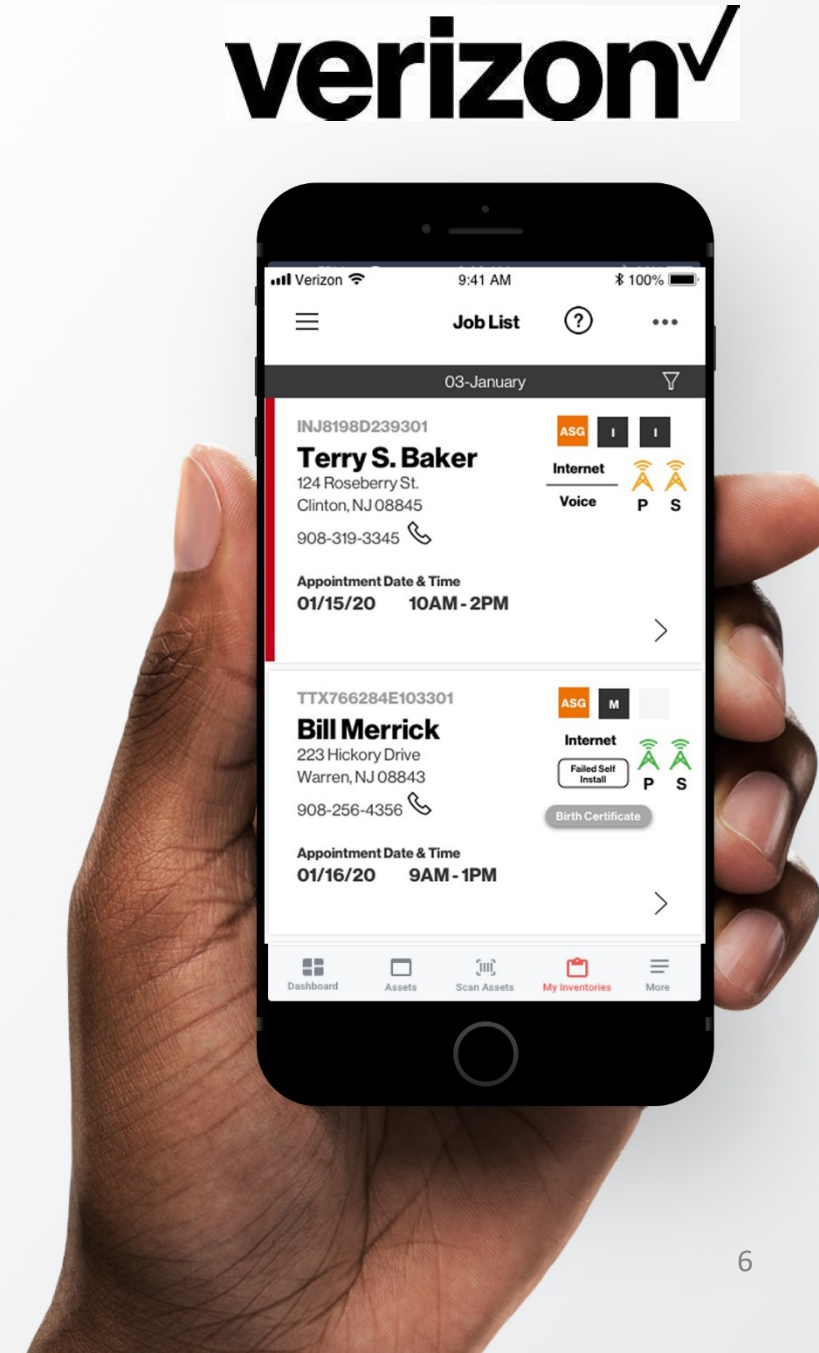 verizon
Verizon 9:41 AM 100%
Job List ?
03-January
INJ8198D239301 ASG I I
Terry S. Baker
124 Roseberry St.
Clinton, NJ 08845
908-319-3345
Internet
Voice P S
Appointment Date & Time
01/15/20 10AM - 2PM
TTX766284E103301 ASG M
Bill Merrick
223 Hickory Drive
Warren, NJ 08843
908-256-4356
Internet
Failed Self
Install
P S
Birth Certificate
Appointment Date & Time
01/16/20 9AM - 1PM
Dashboard Assets Scan Assets My Inventories More
6